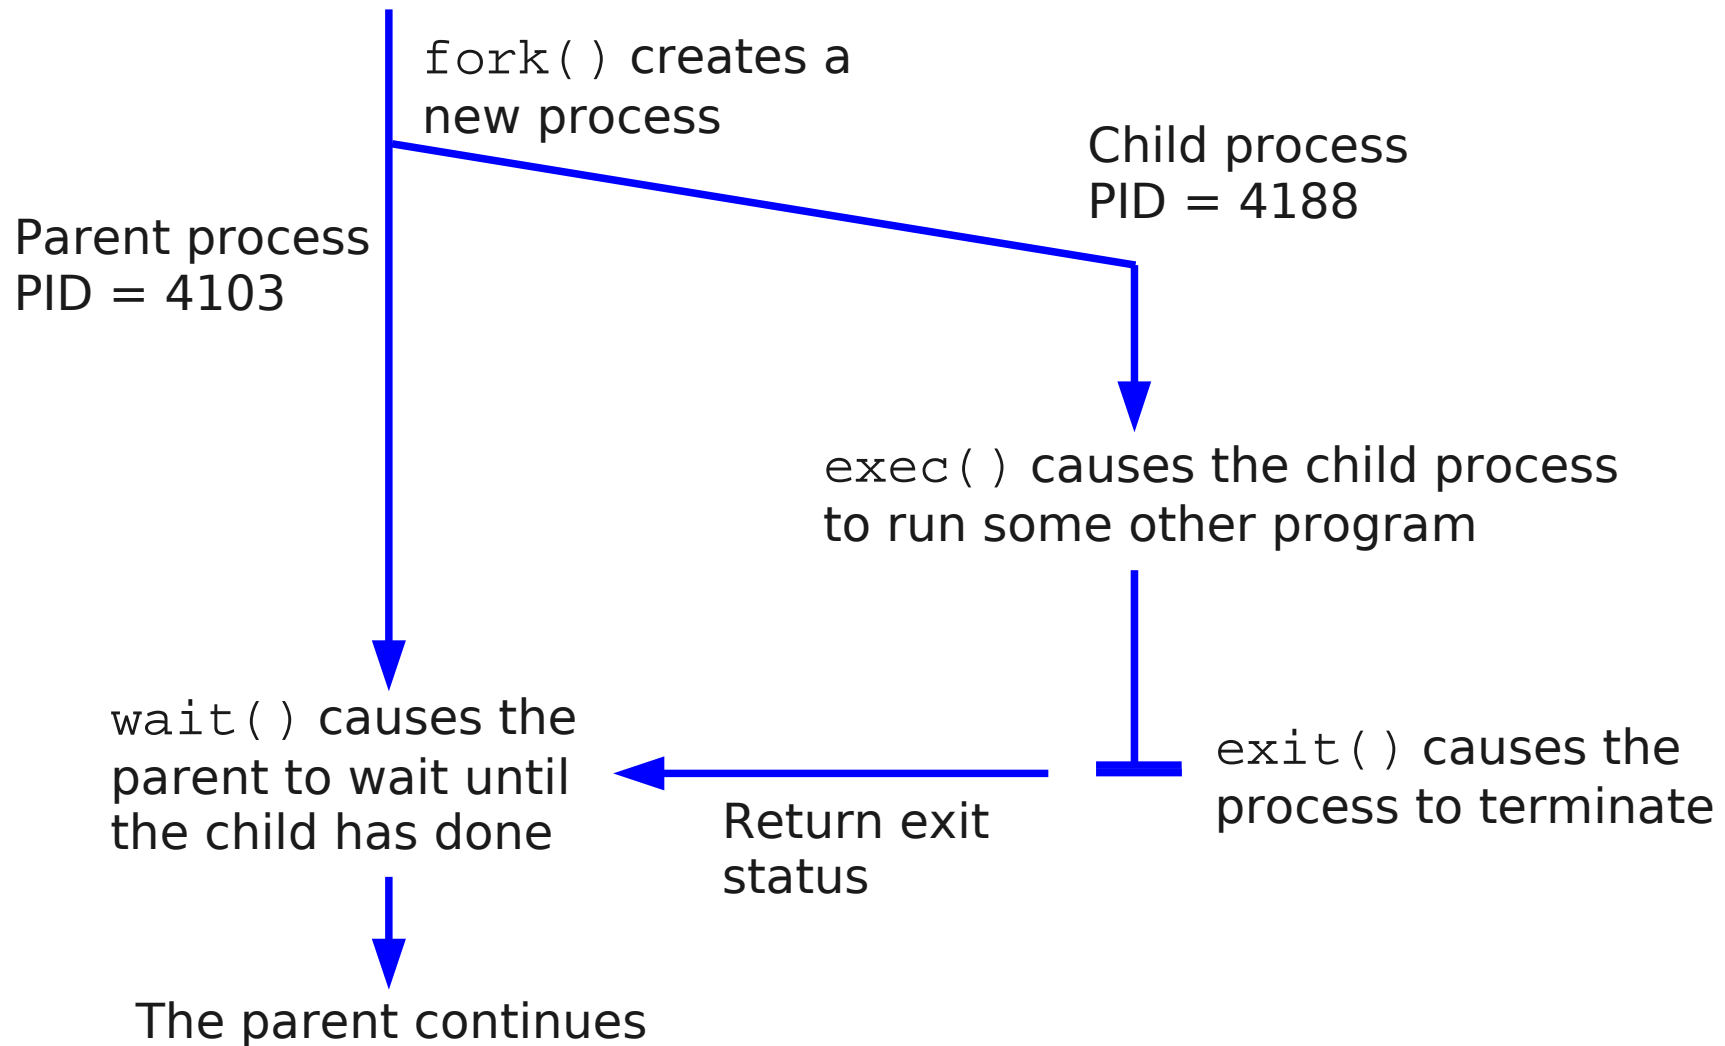 fork() creates a
new process
Child process
PID = 4188
Parent process
PID = 4103
exec() causes the child process
to run some other program
wait() causes the
parent to wait until
the child has done
exit() causes the
process to terminate
Return exit
status
The parent continues